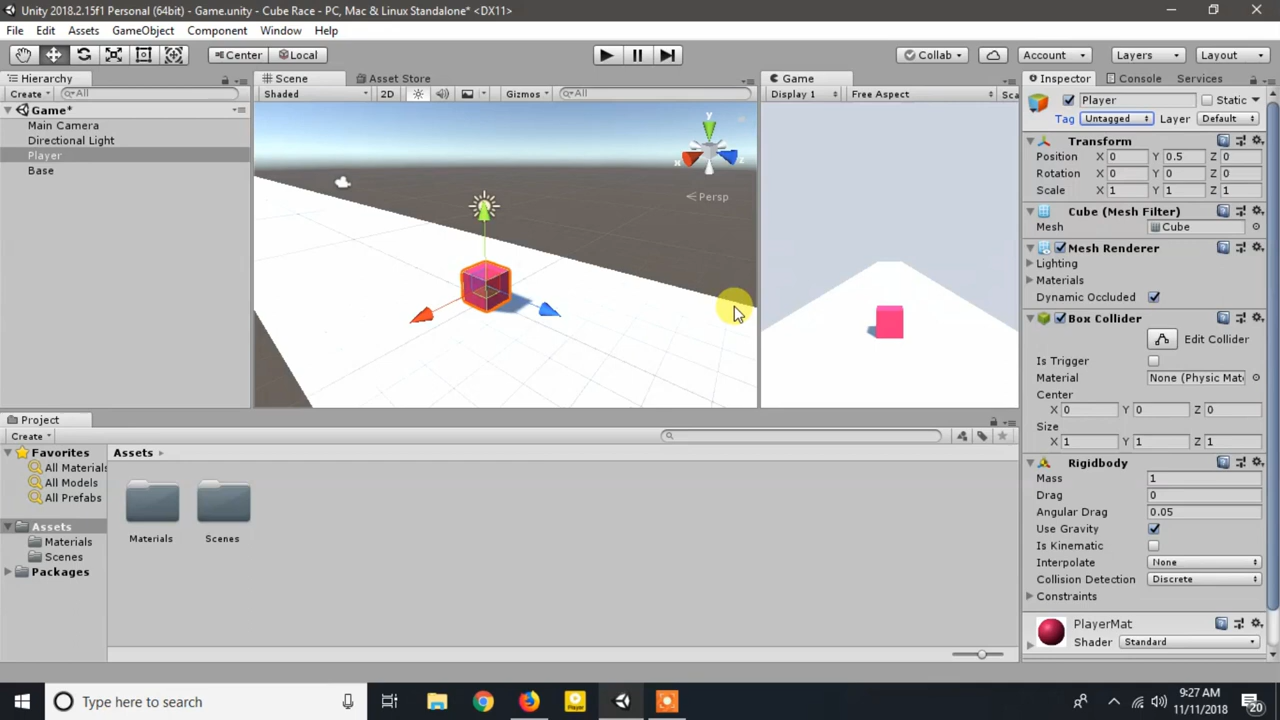 Unity 2018.2.15f1 Personal (64bit) - Game.unity - Cube Race - PC, Mac & Linux Standalone* <DX11>
File Edit Assets GameObject Component Window Help
Center Local Collab Account Layers Layout
Hierarchy
Create All
Game*
Main Camera
Directional Light
Player
Base
Scene Asset Store
Shaded 2D Gizmos All
y
x z
Persp
Game
Display 1 Free Aspect Sca
Inspector Console Services
Player Static
Tag Untagged Layer Default
Transform
Position X 0 Y 0.5 Z 0
Rotation X 0 Y 0 Z 0
Scale X 1 Y 1 Z 1
Cube (Mesh Filter)
Mesh Cube
Mesh Renderer
Lighting
Materials
Dynamic Occluded
Box Collider
Edit Collider
Is Trigger
Material None (Physic Mate
Center
X 0 Y 0 Z 0
Size
X 1 Y 1 Z 1
Rigidbody
Mass 1
Drag 0
Angular Drag 0.05
Use Gravity
Is Kinematic
Interpolate None
Collision Detection Discrete
Constraints
PlayerMat
Shader Standard
Project
Create
Favorites
All Materials
All Models
All Prefabs
Assets
Materials
Scenes
Packages
Assets
Materials Scenes
Type here to search
Player
9:27 AM
11/11/2018
20